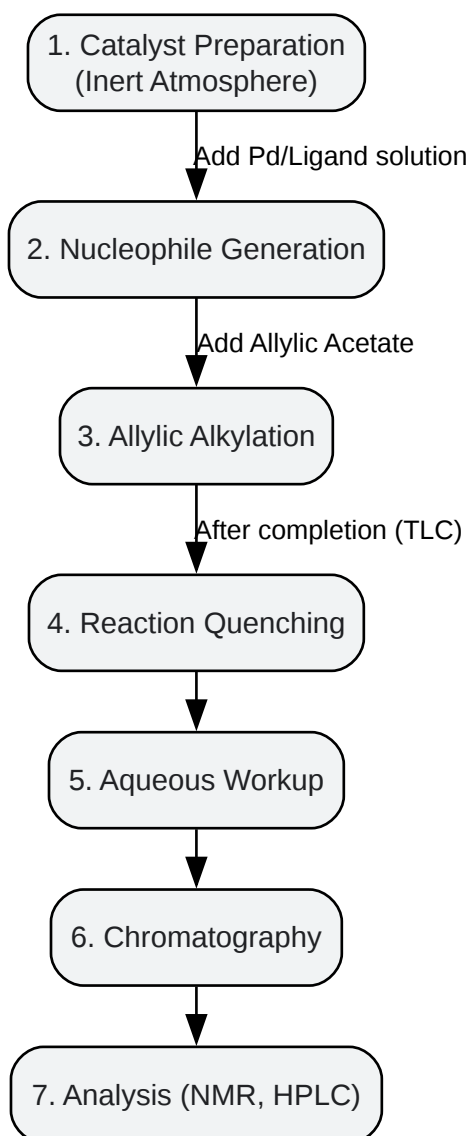 1. Catalyst Preparation
(Inert Atmosphere)
Add Pd/Ligand solution
2. Nucleophile Generation
Add Allylic Acetate
3. Allylic Alkylation
After completion (TLC)
4. Reaction Quenching
5. Aqueous Workup
6. Chromatography
7. Analysis (NMR, HPLC)